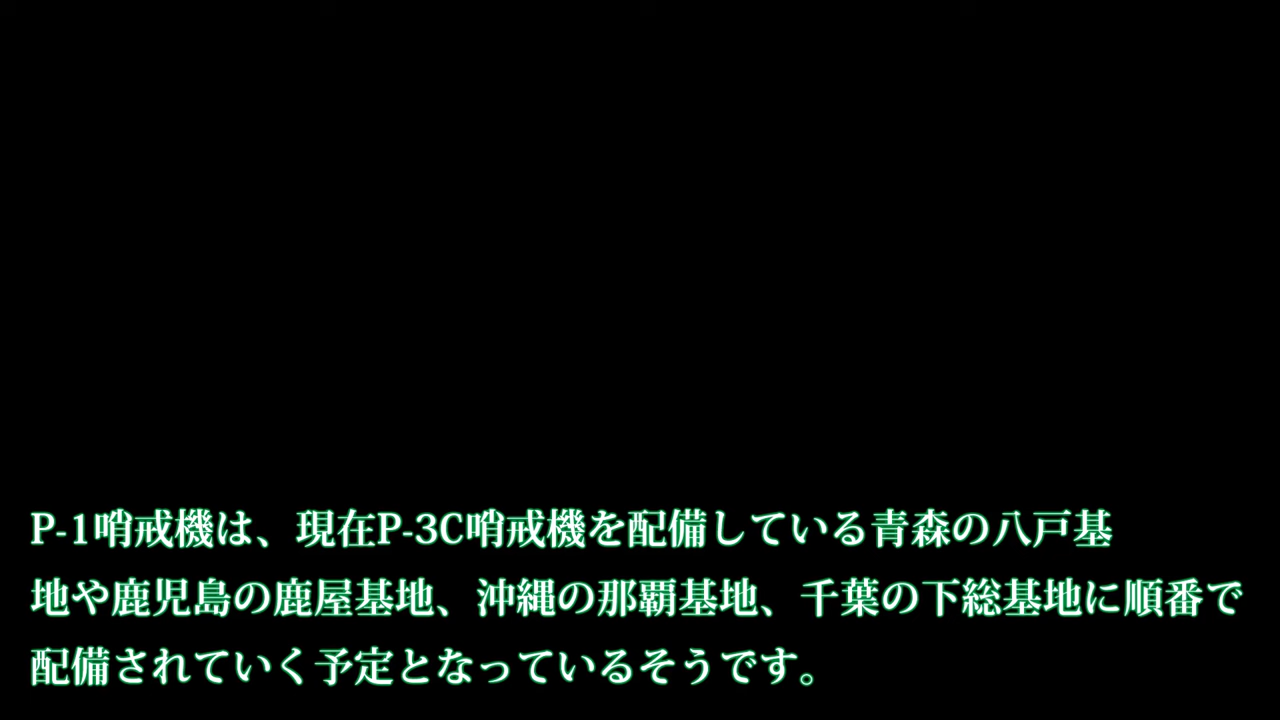 P-1哨戒機は、現在P-3C哨戒機を配備している青森の八戸基
地や鹿児島の鹿屋基地、沖縄の那覇基地、千葉の下総基地に順番で
配備されていく予定となっているそうです。